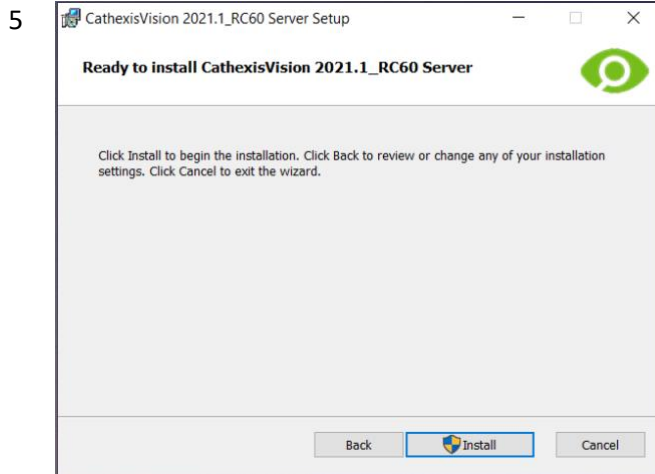 5
CathexisVision 2021.1_RC60 Server Setup
Ready to install CathexisVision 2021.1_RC60 Server
Click Install to begin the installation. Click Back to review or change any of your installation
settings. Click Cancel to exit the wizard.
Back Install Cancel